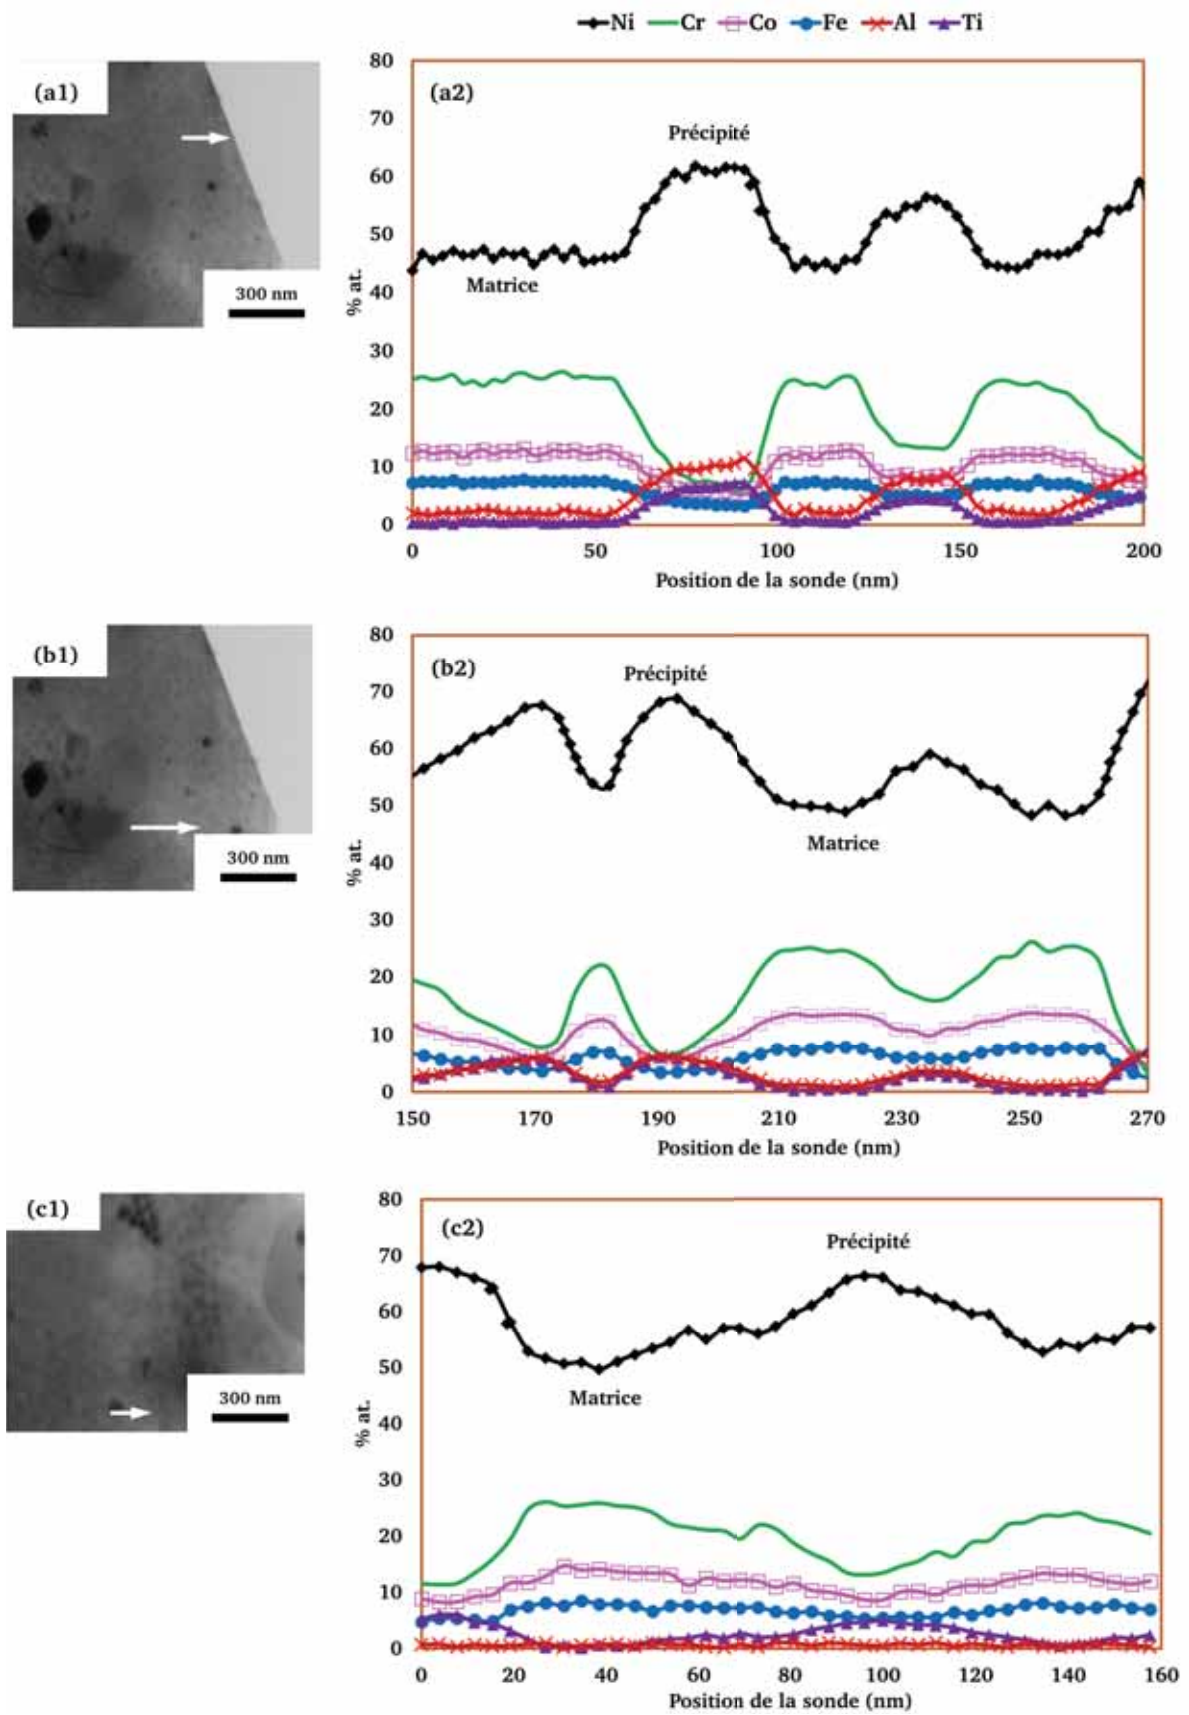 Ni Cr Co Fe Al Ti
(a1)
300 nm
(a2)
80
70
60
50
40
30
20
10
0
% at.
Précipité
Matrice
0 50 100 150 200
Position de la sonde (nm)
(b1)
300 nm
(b2)
80
70
60
50
40
30
20
10
0
% at.
Précipité
Matrice
150 170 190 210 230 250 270
Position de la sonde (nm)
(c1)
300 nm
(c2)
80
70
60
50
40
30
20
10
0
% at.
Précipité
Matrice
0 20 40 60 80 100 120 140 160
Position de la sonde (nm)